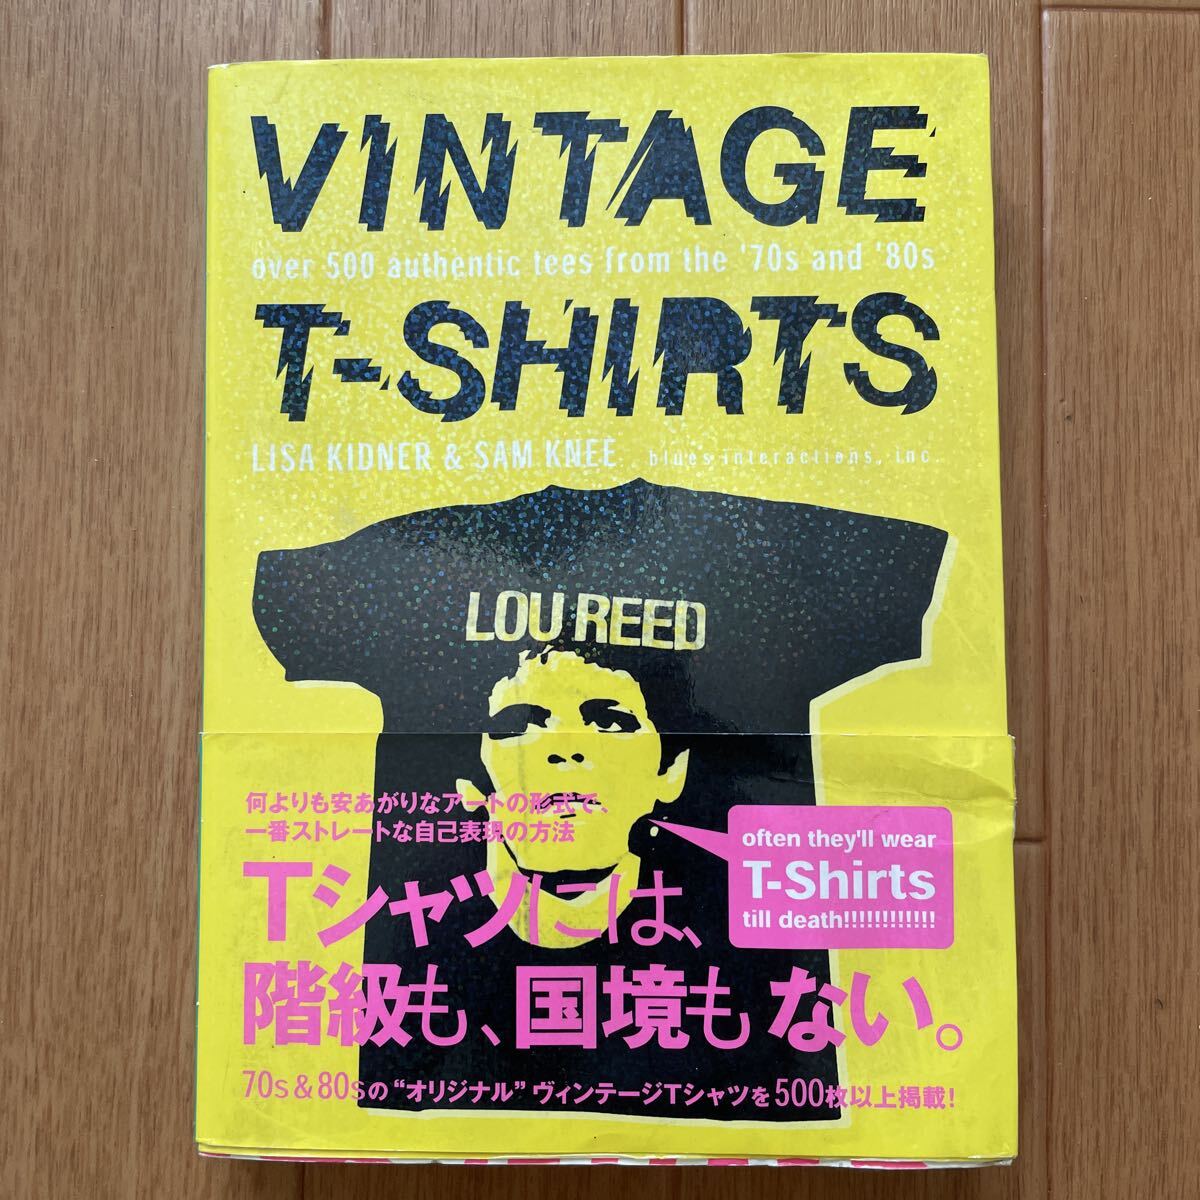 VINTAGE
over 500 authentic tees from the '70s and '80s
T-SHIRTS
LISA KIDNER & SAM KNEE blues interactions, inc.
LOU REED
何よりも安あがりなアートの形式で、
一番ストレートな自己表現の方法
often they'll wear
T-Shirts
till death!!!!!!!!!!!!
Tシャツには、
階級も、国境も ない。
70s & 80sの“オリジナル”ヴィンテージTシャツを500枚以上掲載!